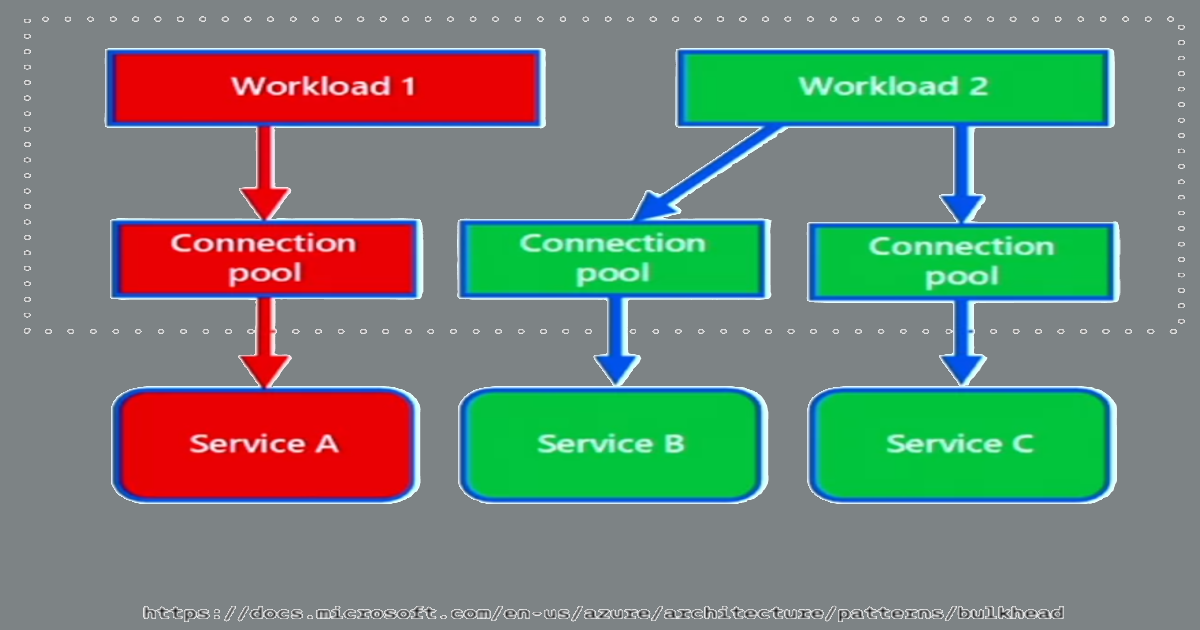 Workload 1
Workload 2
Connection
pool
Connection
pool
Connection
pool
Service A
Service B
Service C
https://docs.microsoft.com/en-us/azure/architecture/patterns/bulkhead